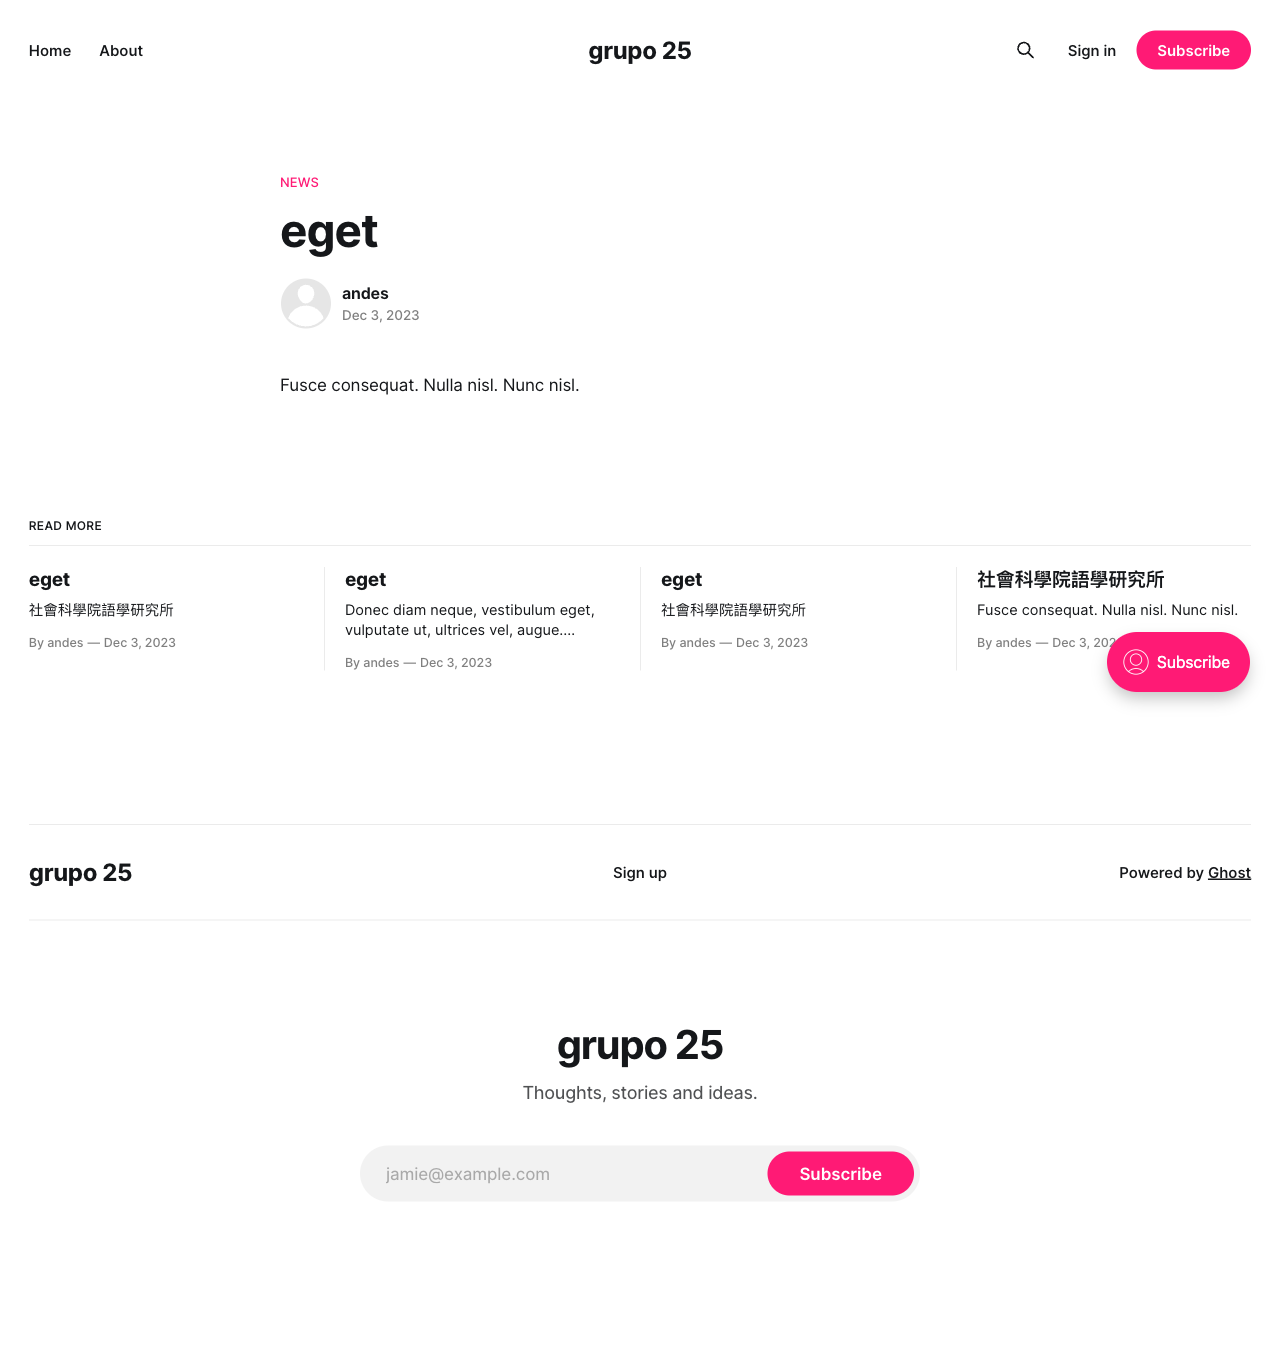 Home About grupo 25 Sign in Subscribe
NEWS
eget
andes
Dec 3, 2023
Fusce consequat. Nulla nisl. Nunc nisl.
READ MORE
eget
社會科學院語學研究所
By andes — Dec 3, 2023
eget
Donec diam neque, vestibulum eget,
vulputate ut, ultrices vel, augue....
By andes — Dec 3, 2023
eget
社會科學院語學研究所
By andes — Dec 3, 2023
社會科學院語學研究所
Fusce consequat. Nulla nisl. Nunc nisl.
By andes — Dec 3,
Subscribe
grupo 25 Sign up Powered by Ghost
grupo 25
Thoughts, stories and ideas.
jamie@example.com Subscribe